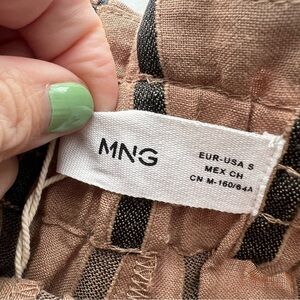 MNG
EUR-USA S
MEX CH
CN M-160/64A